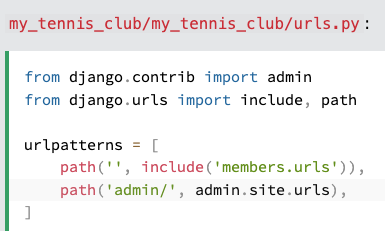 my_tennis_club/my_tennis_club/urls.py:
from django.contrib import admin
from django.urls import include, path
urlpatterns = [
    path('', include('members.urls')),
    path('admin/', admin.site.urls),
]